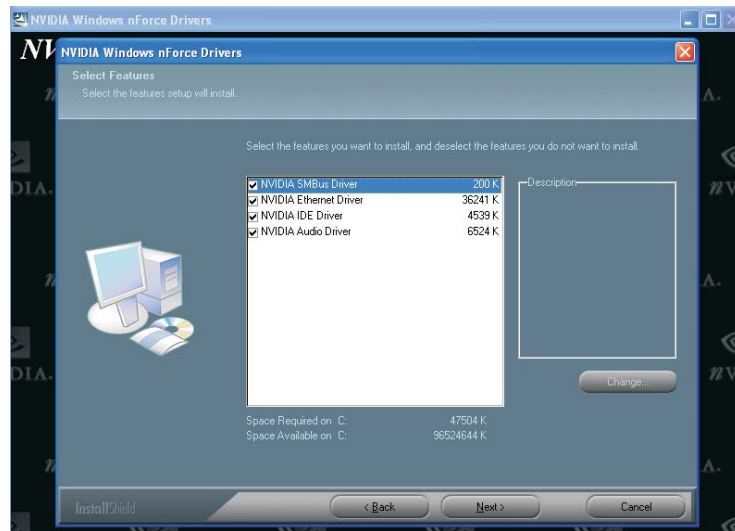 NVIDIA Windows nForce Drivers
NVIDIA Windows nForce Drivers
Select Features
Select the features setup will install.
Select the features you want to install, and deselect the features you do not want to install.
NVIDIA SMBus Driver 200 K
NVIDIA Ethernet Driver 36241 K
NVIDIA IDE Driver 4539 K
NVIDIA Audio Driver 6524 K
Description
Change...
Space Required on C: 47504 K
Space Available on C: 96524644 K
InstallShield
< Back
Next >
Cancel